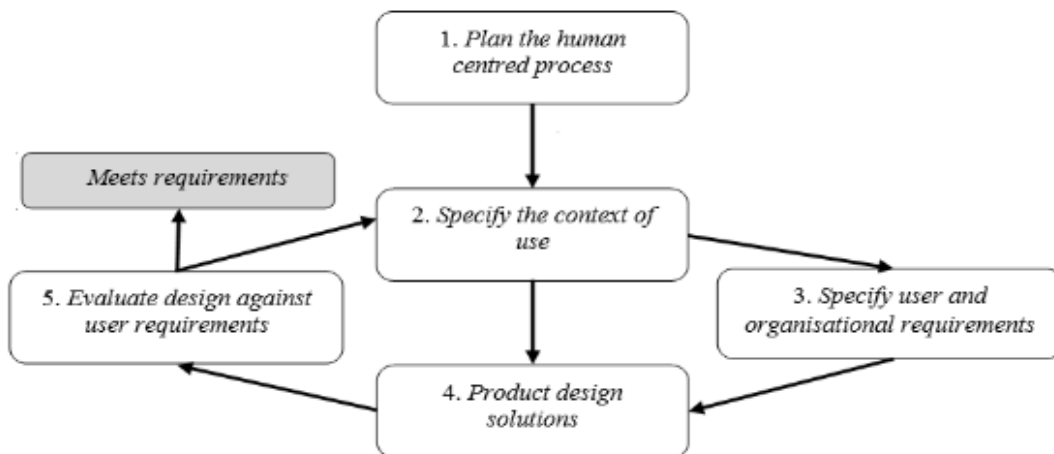 1. Plan the human
centred process
Meets requirements
2. Specify the context of
use
5. Evaluate design against
user requirements
3. Specify user and
organisational requirements
4. Product design
solutions